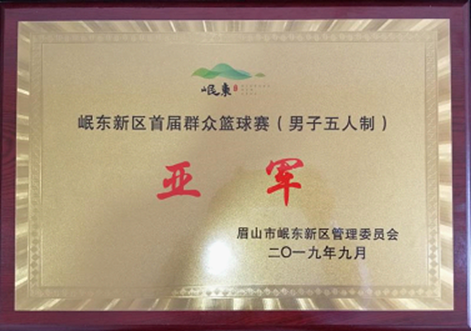 岷東
岷东新区首届群众篮球赛（男子五人制）
亚 军
眉山市岷东新区管理委员会
二〇一九年九月